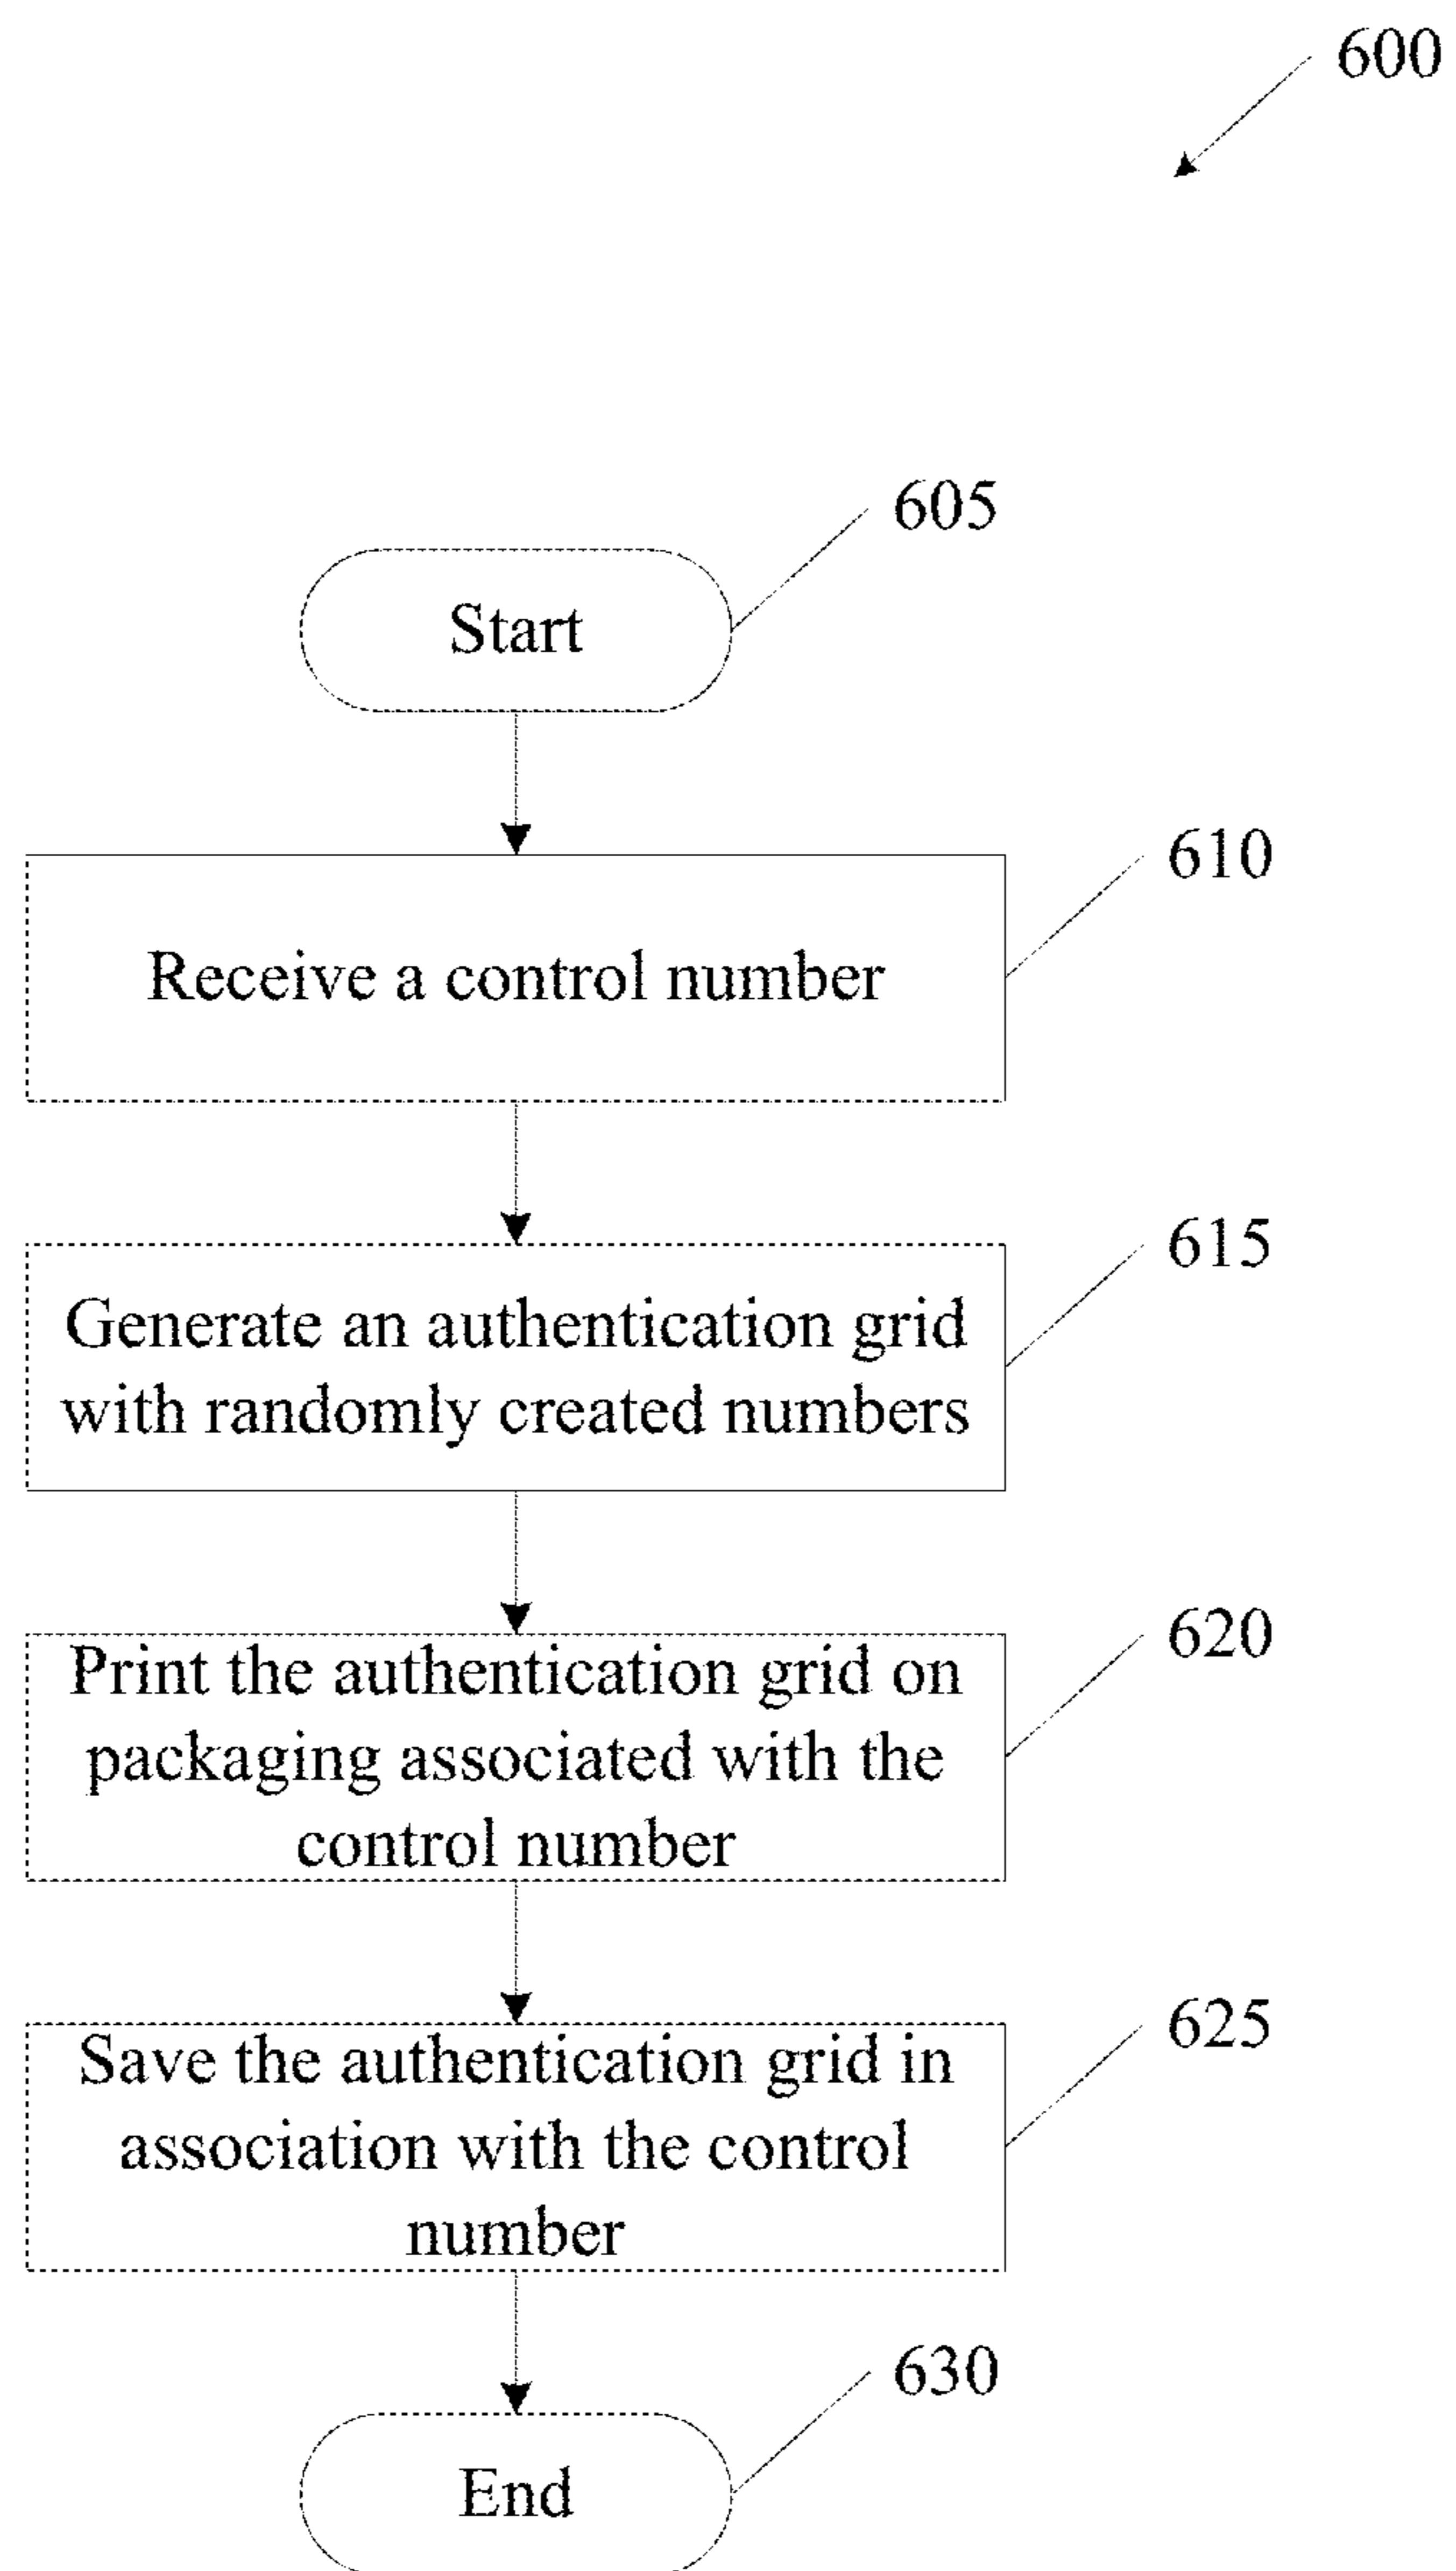 600
605
Start
610
Receive a control number
615
Generate an authentication grid
with randomly created numbers
620
Print the authentication grid on
packaging associated with the
control number
625
Save the authentication grid in
association with the control
number
630
End